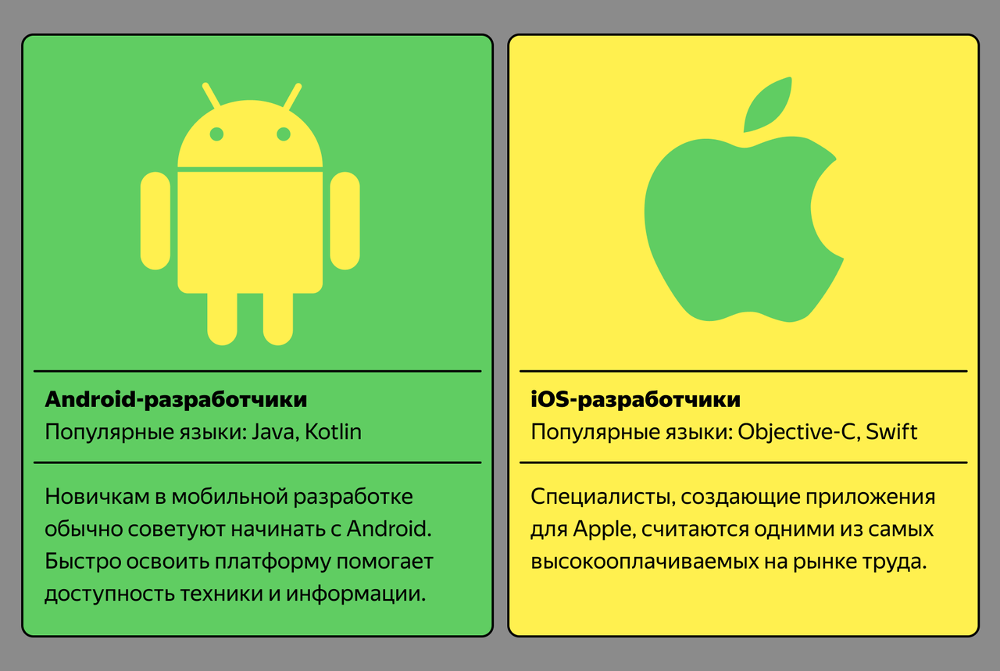 Android-разработчики
Популярные языки: Java, Kotlin
Новичкам в мобильной разработке
обычно советуют начинать с Android.
Быстро освоить платформу помогает
доступность техники и информации.
iOS-разработчики
Популярные языки: Objective-C, Swift
Специалисты, создающие приложения
для Apple, считаются одними из самых
высокооплачиваемых на рынке труда.